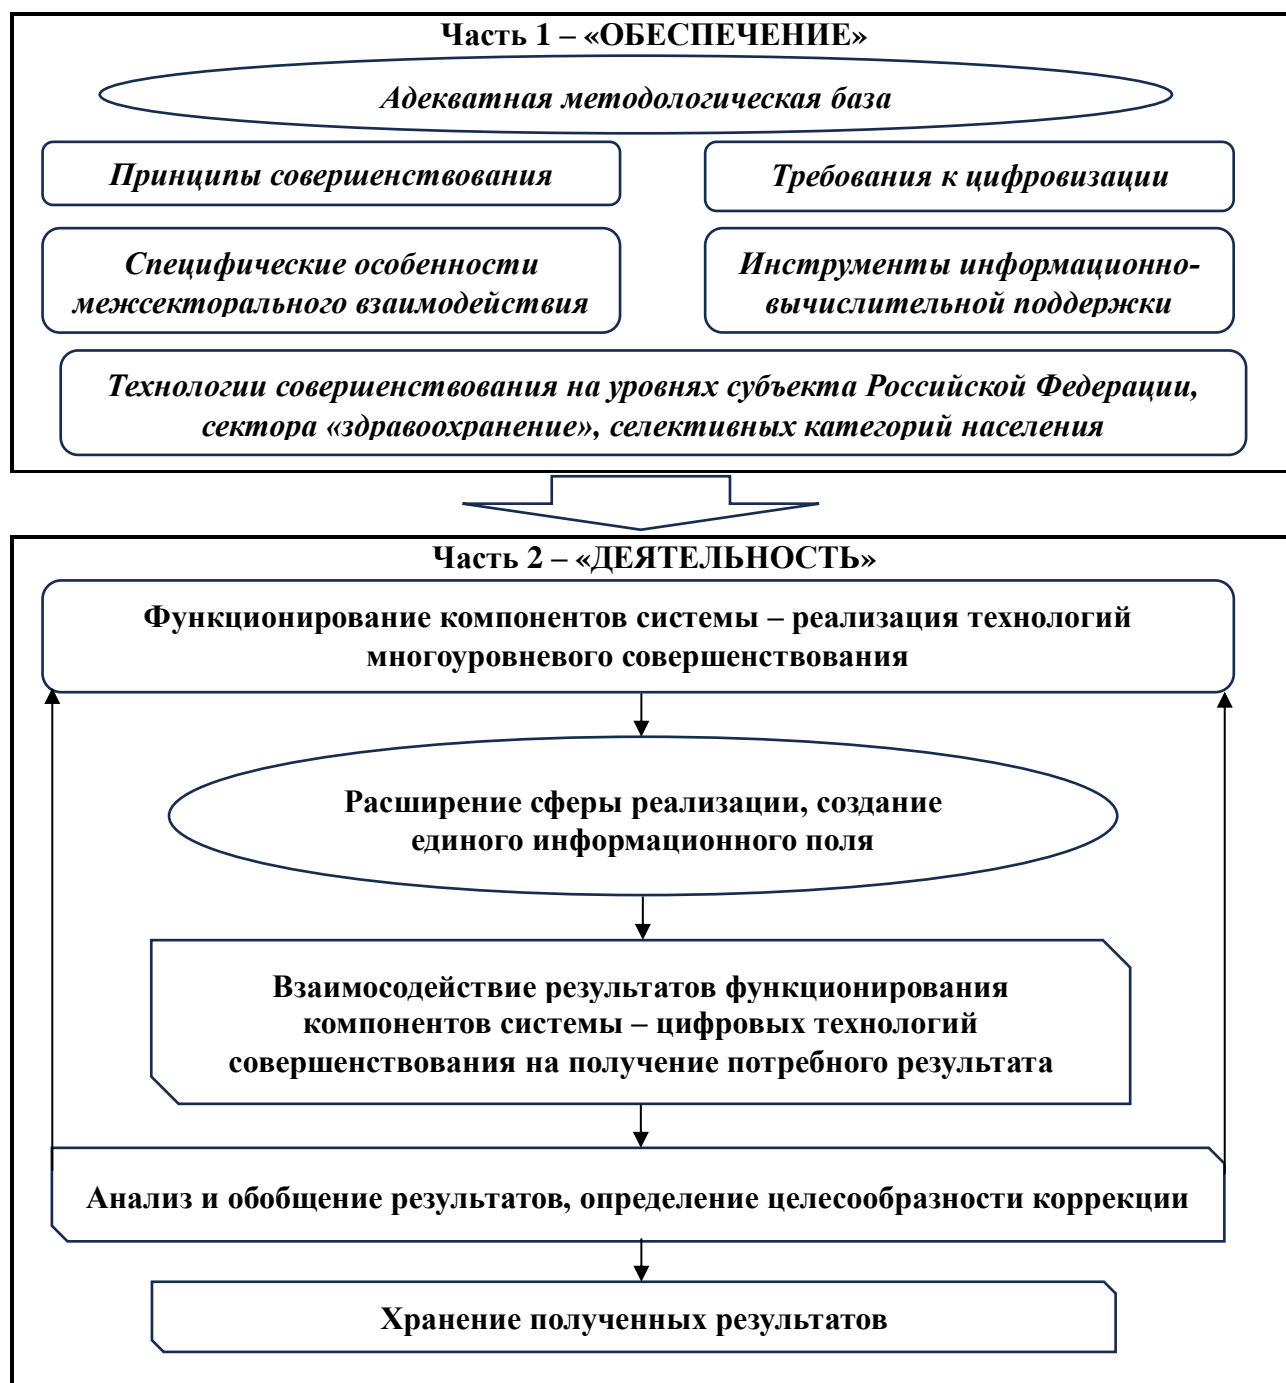 Часть 1 – «ОБЕСПЕЧЕНИЕ»
Адекватная методологическая база
Принципы совершенствования
Требования к цифровизации
Специфические особенности
межсекторального взаимодействия
Инструменты информационно-
вычислительной поддержки
Технологии совершенствования на уровнях субъекта Российской Федерации,
сектора «здравоохранение», селективных категорий населения
Часть 2 – «ДЕЯТЕЛЬНОСТЬ»
Функционирование компонентов системы – реализация технологий
многоуровневого совершенствования
Расширение сферы реализации, создание
единого информационного поля
Взаимосодействие результатов функционирования
компонентов системы – цифровых технологий
совершенствования на получение потребного результата
Анализ и обобщение результатов, определение целесообразности коррекции
Хранение полученных результатов